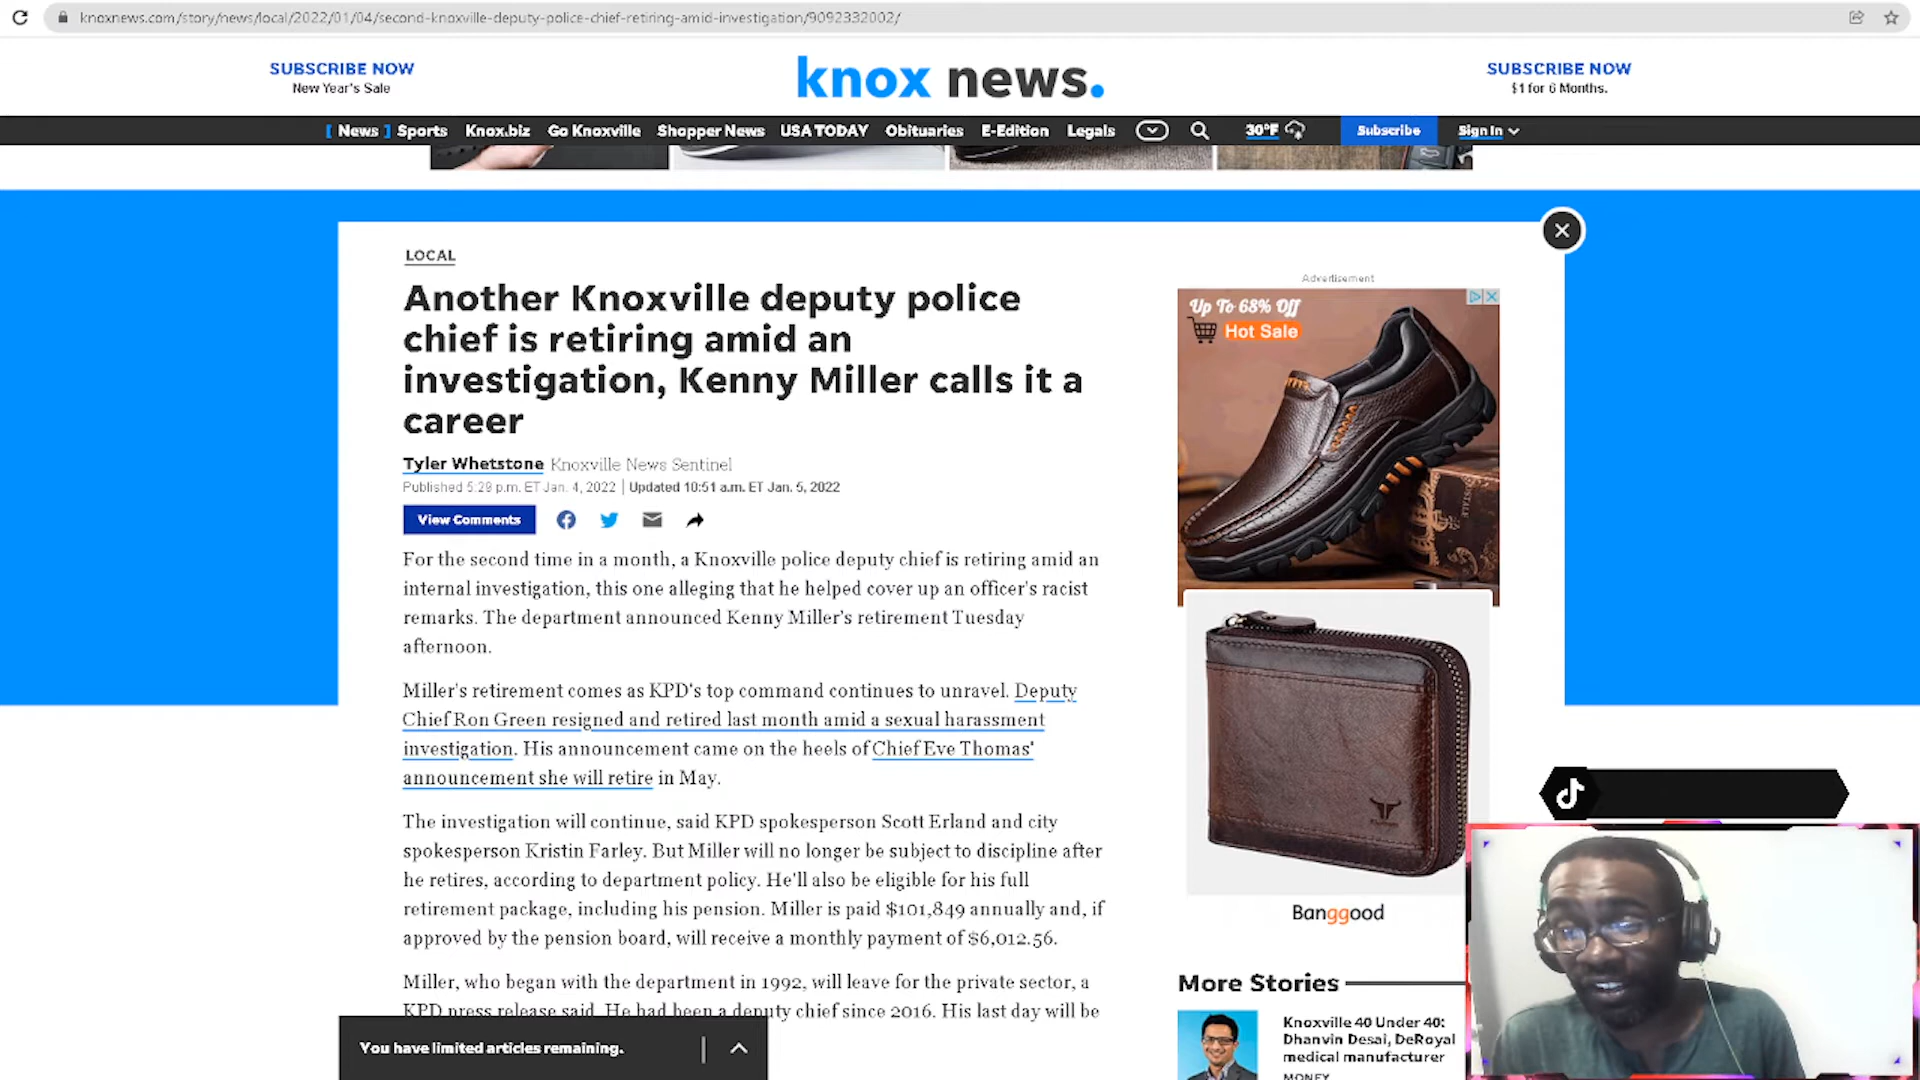 knoxnews.com/story/news/local/2022/01/04/second-knoxville-deputy-police-chief-retiring-amid-investigation/9092332002/
SUBSCRIBE NOW
New Year's Sale
knox news.
SUBSCRIBE NOW
$1 for 6 Months.
[ News ] Sports Knox.biz Go Knoxville Shopper News USA TODAY Obituaries E-Edition Legals 30°F Subscribe Sign In
LOCAL
Another Knoxville deputy police
chief is retiring amid an
investigation, Kenny Miller calls it a
career
Tyler Whetstone Knoxville News Sentinel
Published 5:29 p.m. ET Jan. 4, 2022 | Updated 10:51 a.m. ET Jan. 5, 2022
View Comments
For the second time in a month, a Knoxville police deputy chief is retiring amid an
internal investigation, this one alleging that he helped cover up an officer's racist
remarks. The department announced Kenny Miller's retirement Tuesday
afternoon.
Miller's retirement comes as KPD's top command continues to unravel. Deputy
Chief Ron Green resigned and retired last month amid a sexual harassment
investigation. His announcement came on the heels of Chief Eve Thomas'
announcement she will retire in May.
The investigation will continue, said KPD spokesperson Scott Erland and city
spokesperson Kristin Farley. But Miller will no longer be subject to discipline after
he retires, according to department policy. He'll also be eligible for his full
retirement package, including his pension. Miller is paid $101,849 annually and, if
approved by the pension board, will receive a monthly payment of $6,012.56.
Miller, who began with the department in 1992, will leave for the private sector, a
KPD press release said. He had been a deputy chief since 2016. His last day will be
You have limited articles remaining.
Advertisement
Up To 68% Off
Hot Sale
Banggood
More Stories
Knoxville 40 Under 40:
Dhanvin Desai, DeRoyal
medical manufacturer
MONEY